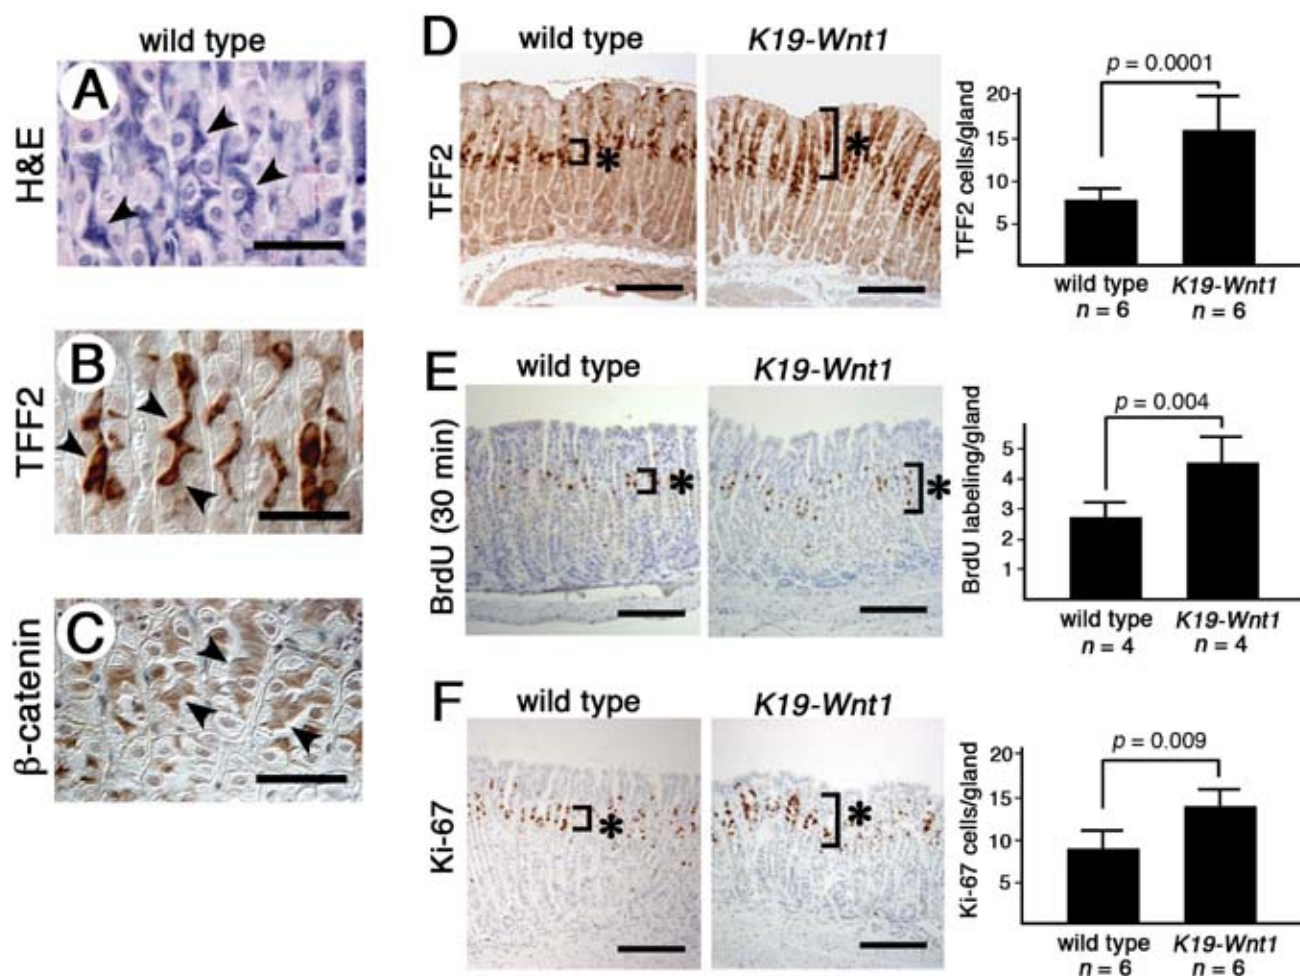 wild type
A
H&E
B
TFF2
C
β-catenin
D
wild type
K19-Wnt1
TFF2
*
*
p = 0.0001
TFF2 cells/gland
20
15
10
5
wild type
n = 6
K19-Wnt1
n = 6
E
wild type
K19-Wnt1
BrdU (30 min)
*
*
p = 0.004
BrdU labeling/gland
5
4
3
2
1
wild type
n = 4
K19-Wnt1
n = 4
F
wild type
K19-Wnt1
Ki-67
*
*
p = 0.009
Ki-67 cells/gland
20
15
10
5
wild type
n = 6
K19-Wnt1
n = 6